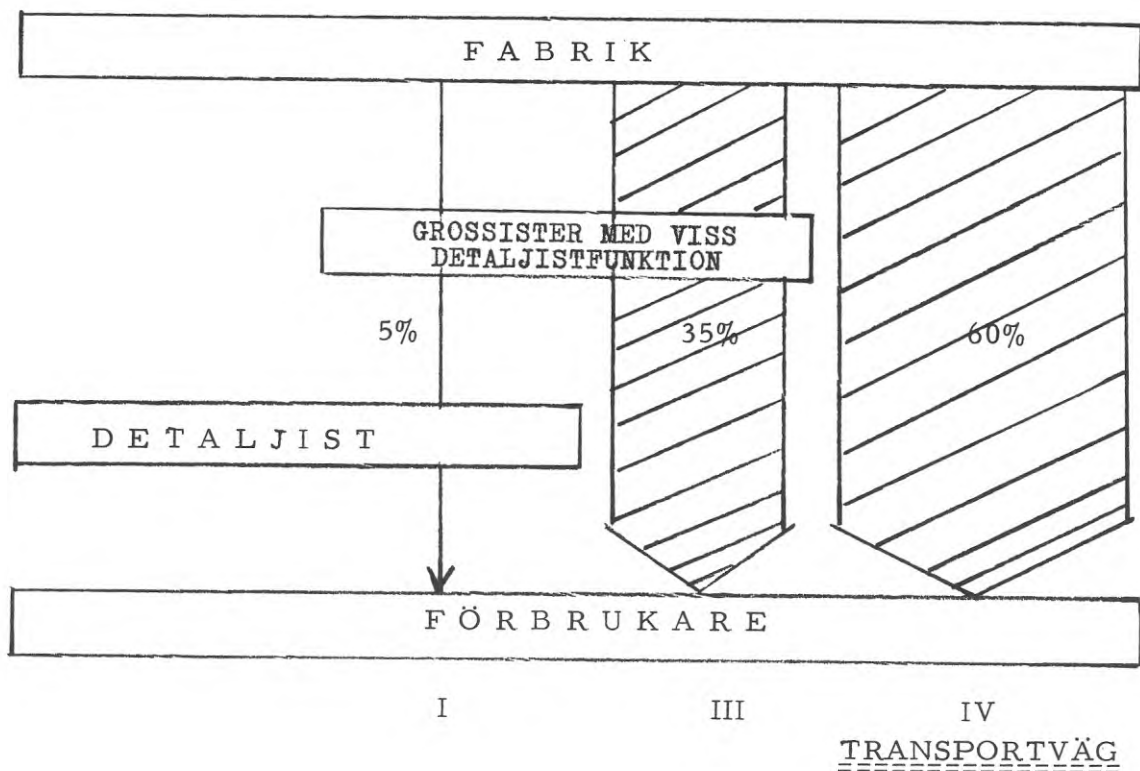 FABRIK
GROSSISTER MED VISS
DETALJISTFUNKTION
5% 35% 60%
DETALJIST
FÖRBRUKARE
I III IV
TRANSPORTVÄG